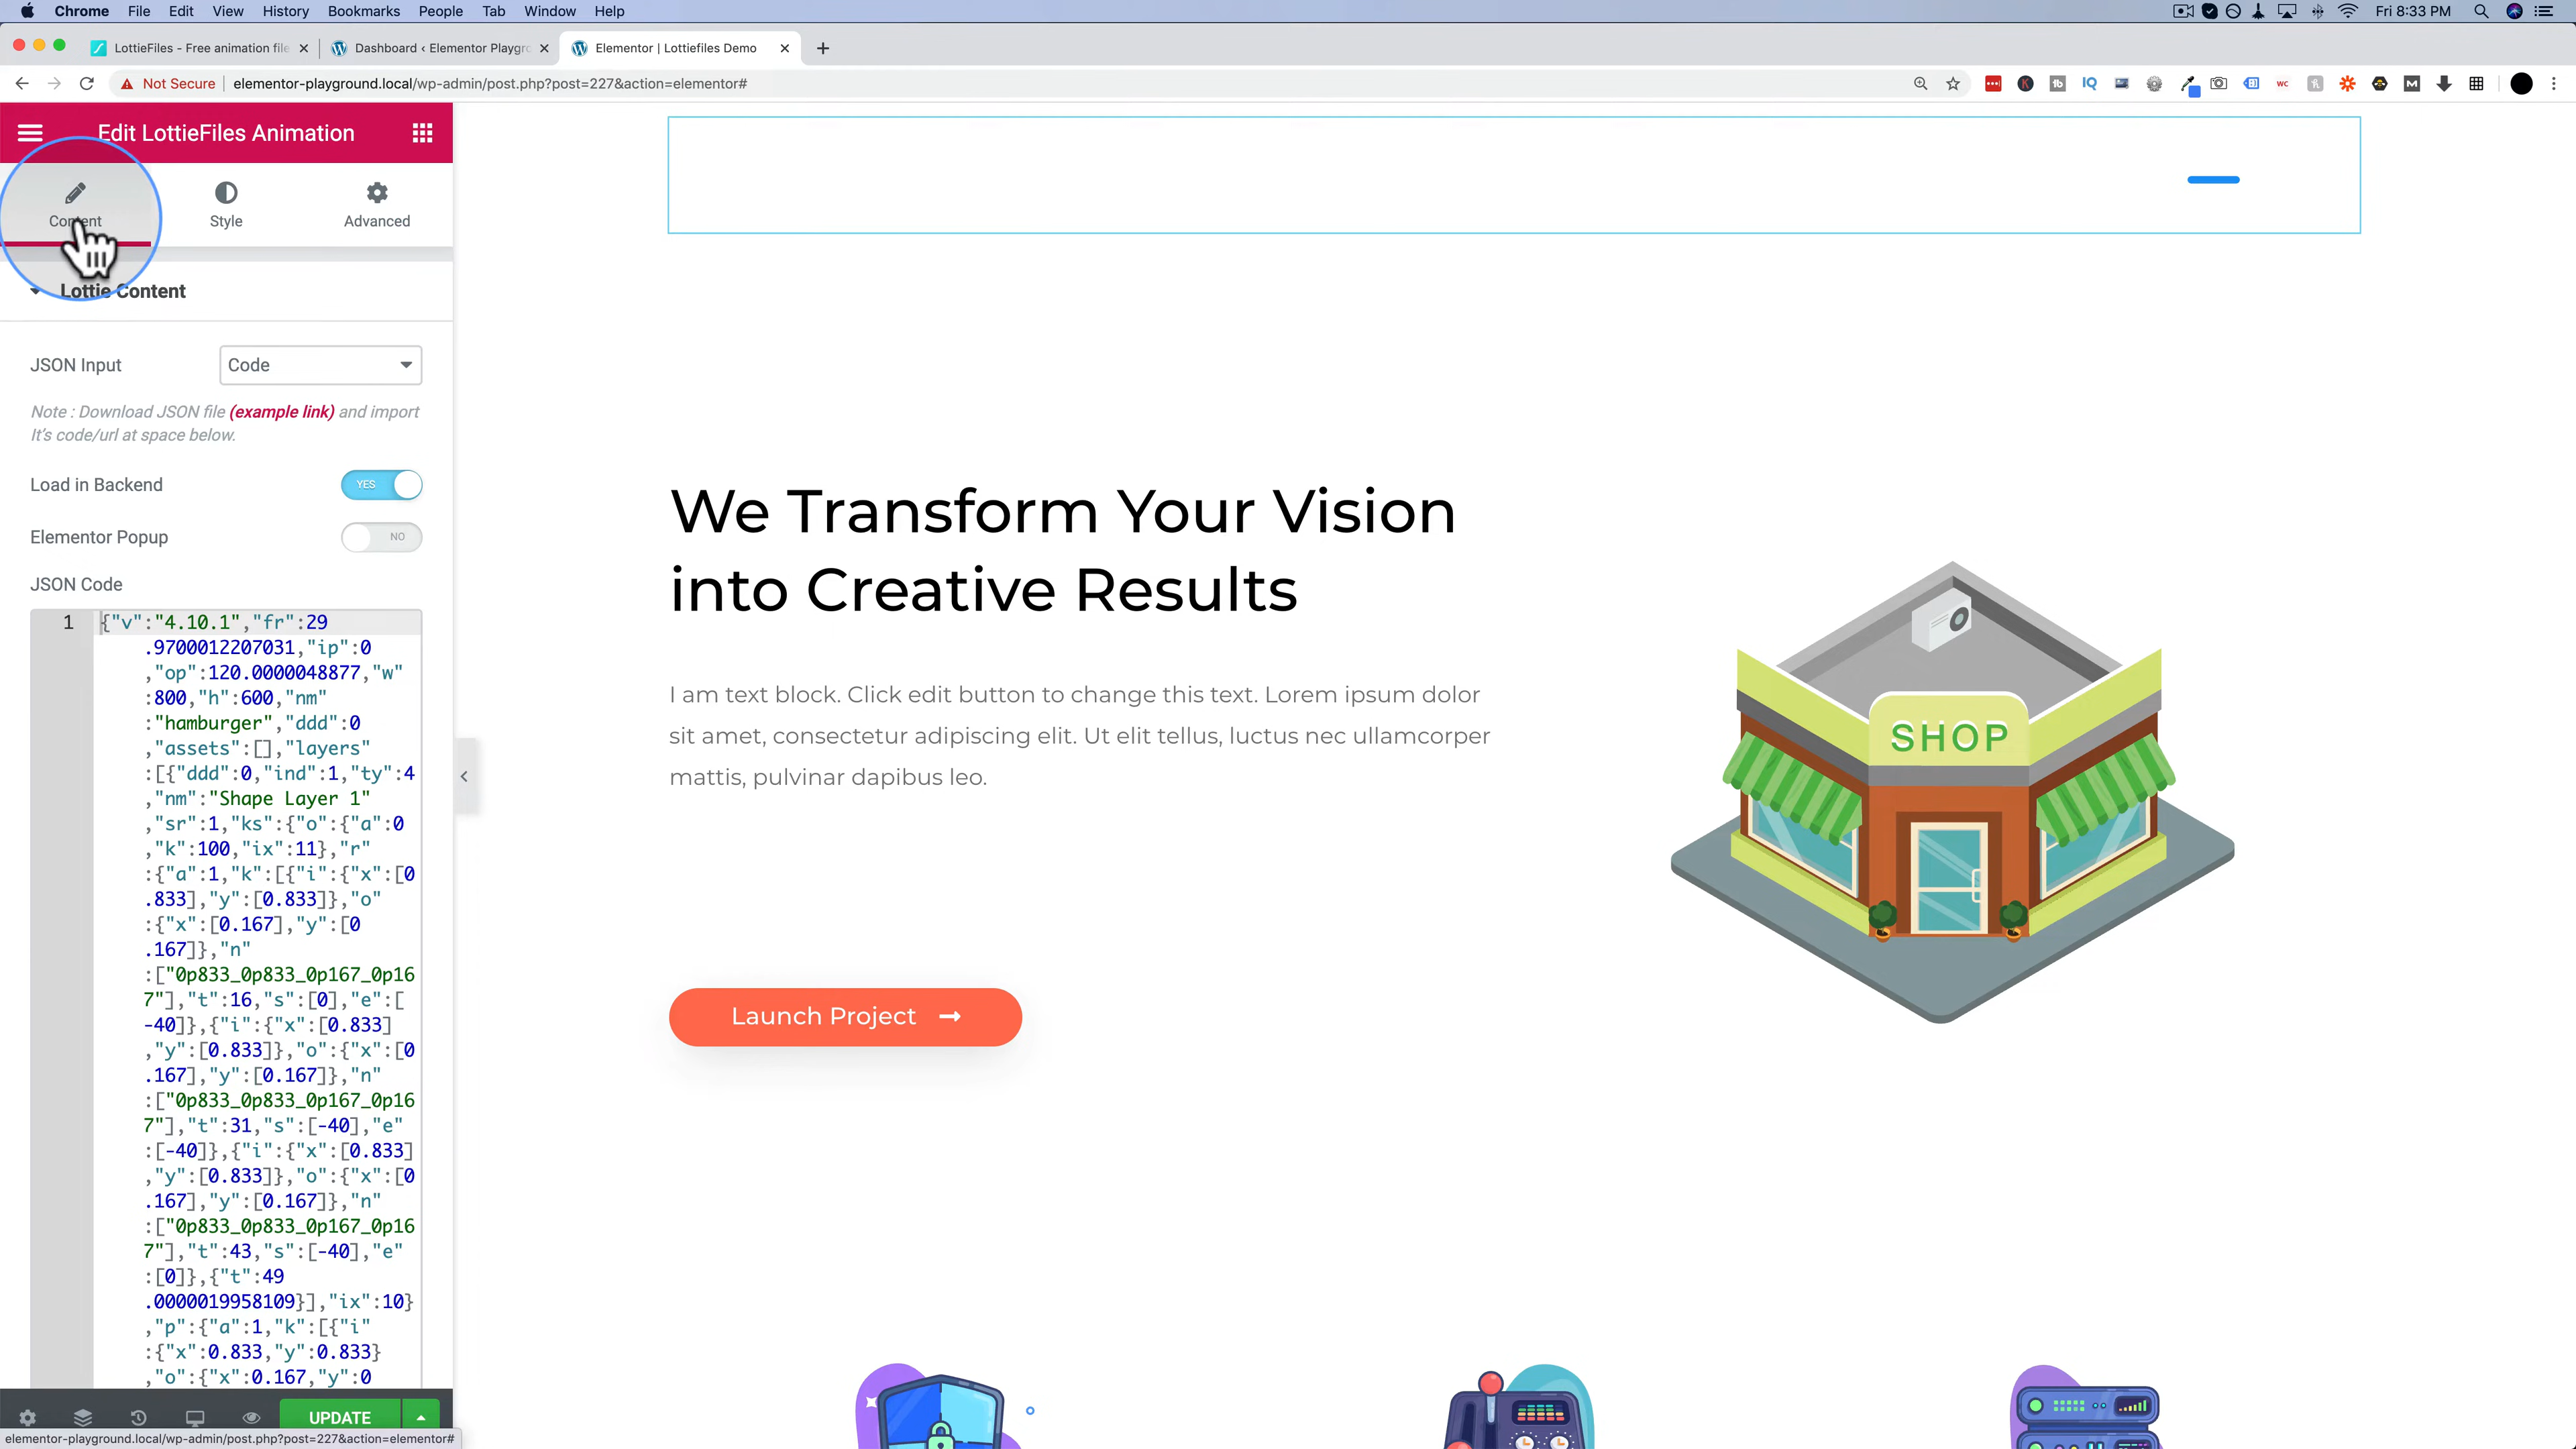 Chrome File Edit View History Bookmarks People Tab Window Help
Fri 8:33 PM
LottieFiles - Free animation file
Dashboard ‹ Elementor Playgro
Elementor | Lottiefiles Demo
Not Secure elementor-playground.local/wp-admin/post.php?post=227&action=elementor#
Edit LottieFiles Animation
Content Style Advanced
Lottie Content
JSON Input Code
Note : Download JSON file (example link) and import
It's code/url at space below.
Load in Backend YES
Elementor Popup NO
JSON Code
1 {"v":"4.10.1","fr":29
.9700012207031,"ip":0
,"op":120.0000048877,"w"
:800,"h":600,"nm"
:"hamburger","ddd":0
,"assets":[],"layers"
:[{"ddd":0,"ind":1,"ty":4
,"nm":"Shape Layer 1"
,"sr":1,"ks":{"o":{"a":0
,"k":100,"ix":11},"r"
:{"a":1,"k":[{"i":{"x":[0
.833],"y":[0.833]},"o"
:{"x":[0.167],"y":[0
.167]},"n"
:["0p833_0p833_0p167_0p16
7"],"t":16,"s":[0],"e":[
-40]},{"i":{"x":[0.833]
,"y":[0.833]},"o":{"x":[0
.167],"y":[0.167]},"n"
:["0p833_0p833_0p167_0p16
7"],"t":31,"s":[-40],"e"
:[-40]},{"i":{"x":[0.833]
,"y":[0.833]},"o":{"x":[0
.167],"y":[0.167]},"n"
:["0p833_0p833_0p167_0p16
7"],"t":43,"s":[-40],"e"
:[0]},{"t":49
.0000019958109}],"ix":10}
,"p":{"a":1,"k":[{"i"
:{"x":0.833,"y":0.833}
,"o":{"x":0.167,"y":0
UPDATE
elementor-playground.local/wp-admin/post.php?post=227&action=elementor#
We Transform Your Vision
into Creative Results
I am text block. Click edit button to change this text. Lorem ipsum dolor
sit amet, consectetur adipiscing elit. Ut elit tellus, luctus nec ullamcorper
mattis, pulvinar dapibus leo.
Launch Project
SHOP